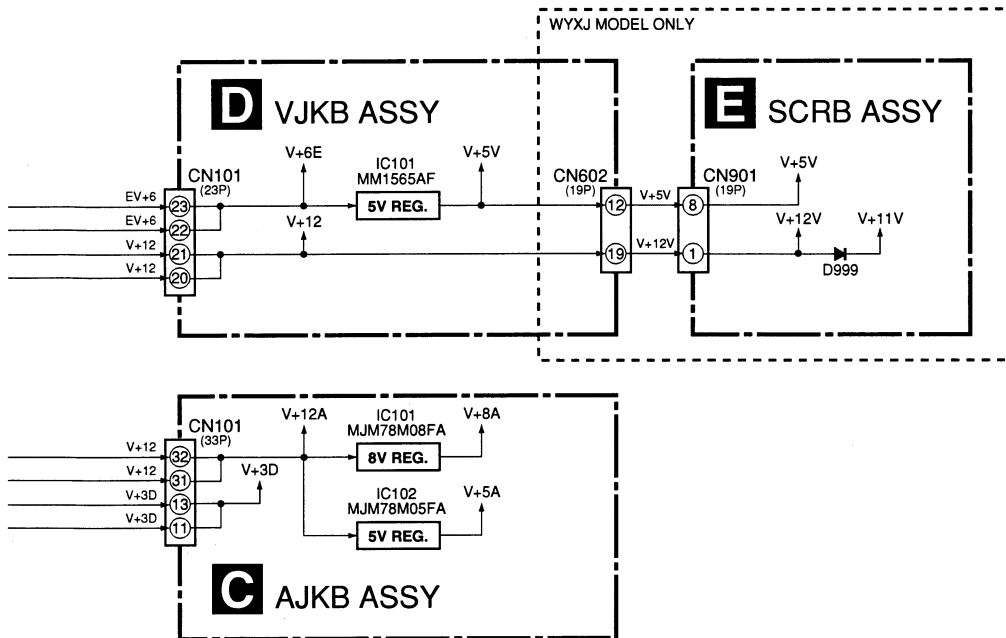 WYXJ MODEL ONLY
D VJKB ASSY
E SCRB ASSY
V+6E
IC101
MM1565AF
V+5V
5V REG.
CN101
(23P)
EV+6
23
EV+6
22
V+12
21
V+12
20
V+12
CN602
(19P)
12
19
V+5V
V+12V
CN901
(19P)
8
1
V+5V
V+12V
V+11V
D999
CN101
(33P)
V+12
32
V+12
31
V+3D
13
V+3D
11
V+3D
V+12A
IC101
MJM78M08FA
V+8A
8V REG.
IC102
MJM78M05FA
V+5A
5V REG.
C AJKB ASSY